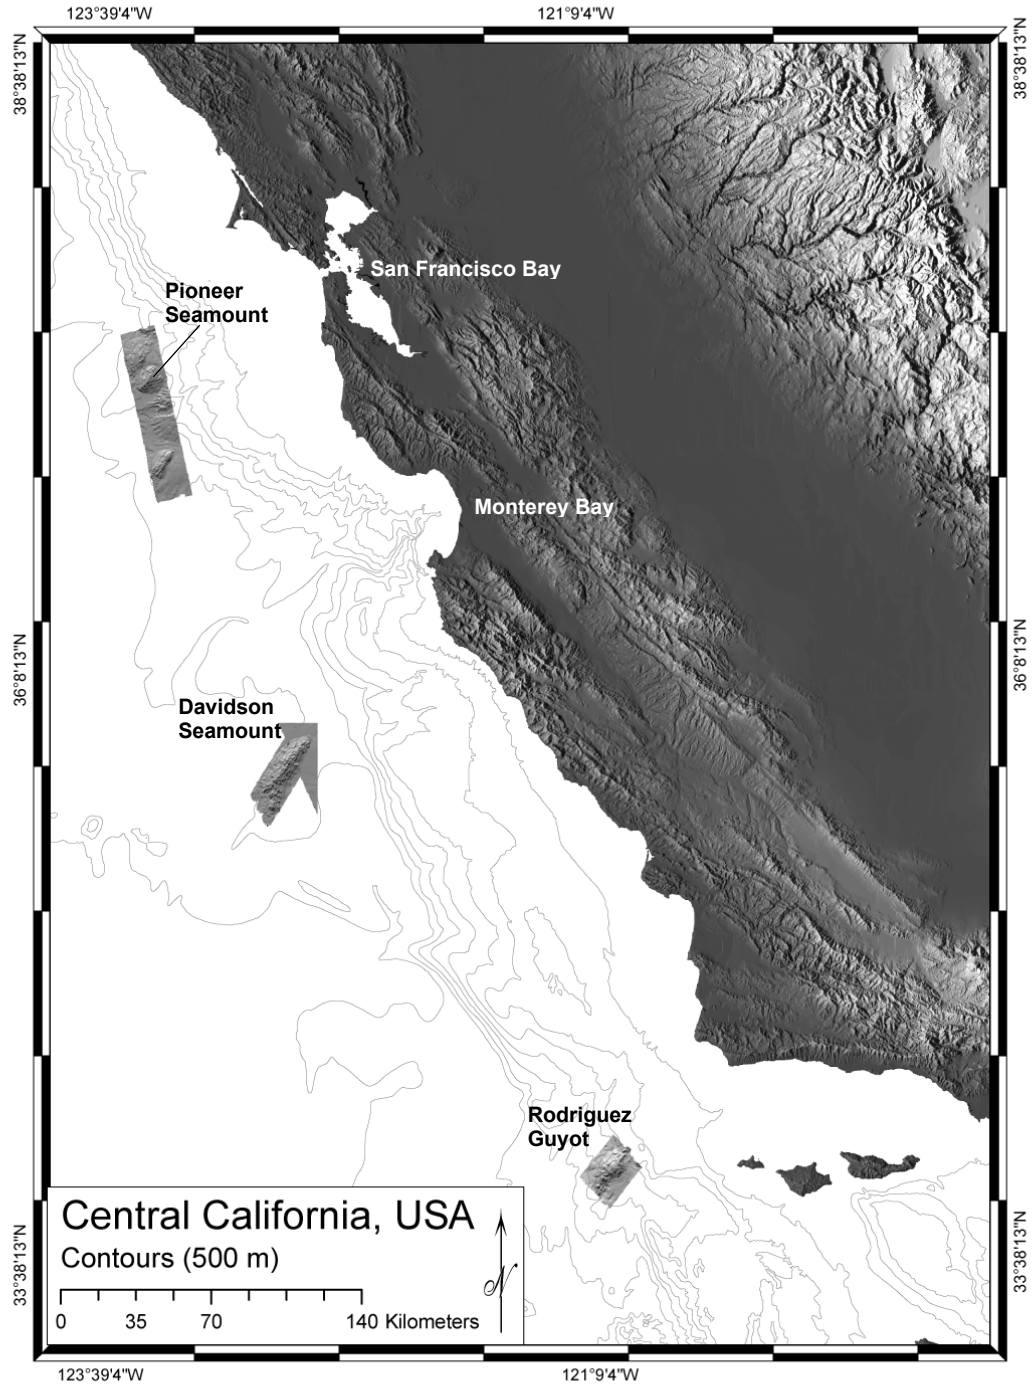 123°39'4"W
121°9'4"W
38°38'13"N
38°38'13"N
San Francisco Bay
Pioneer
Seamount
Monterey Bay
36°8'13"N
36°8'13"N
Davidson
Seamount
Rodriguez
Guyot
Central California, USA
Contours (500 m)
N
0 35 70 140 Kilometers
33°38'13"N
33°38'13"N
123°39'4"W
121°9'4"W